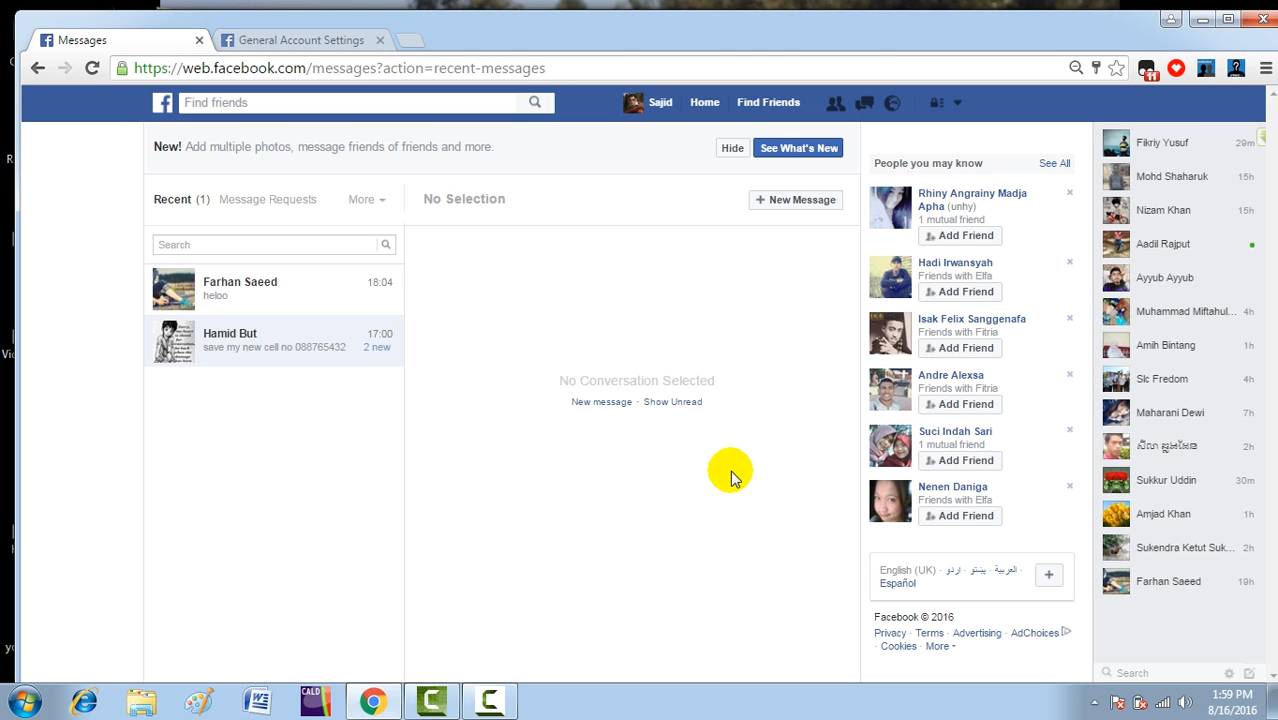 Messages
General Account Settings
https://web.facebook.com/messages?action=recent-messages
11
Find friends
Sajid Home Find Friends
New! Add multiple photos, message friends of friends and more.
Hide See What's New
Recent (1) Message Requests More
No Selection
+ New Message
Search
Farhan Saeed 18:04
heloo
Hamid But 17:00
save my new cell no 088765432 2 new
No Conversation Selected
New message · Show Unread
People you may know See All
Rhiny Angrainy Madja
Apha (unhy)
1 mutual friend
Add Friend
Hadi Irwansyah
Friends with Elfa
Add Friend
Isak Felix Sanggenafa
Friends with Fitria
Add Friend
Andre Alexsa
Friends with Fitria
Add Friend
Suci Indah Sari
1 mutual friend
Add Friend
Nenen Daniga
Friends with Elfa
Add Friend
English (UK) · اردو · پښتو · العربية ·
Español
Facebook © 2016
Privacy · Terms · Advertising · AdChoices
· Cookies · More
Fikriy Yusuf 29m
Mohd Shaharuk 15h
Nizam Khan 15h
Aadil Rajput
Ayyub Ayyub
Muhammad Miftahul... 4h
Amih Bintang 1h
Slc Fredom 4h
Maharani Dewi 7h
2h
Sukkur Uddin 30m
Amjad Khan 1h
Sukendra Ketut Suk... 2h
Farhan Saeed 19h
Search
CALD
1:59 PM
8/16/2016